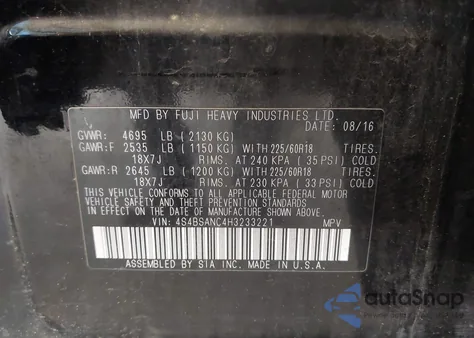 MFD BY FUJI HEAVY INDUSTRIES LTD.
DATE: 08/16
GVWR: 4695 LB (2130 KG)
GAWR:F 2535 LB (1150 KG) WITH 225/60R18 TIRES.
18X7J RIMS. AT 240 KPA (35 PSI) COLD
GAWR:R 2645 LB (1200 KG) WITH 225/60R18 TIRES.
18X7J RIMS. AT 230 KPA (33 PSI) COLD
THIS VEHICLE CONFORMS TO ALL APPLICABLE FEDERAL MOTOR
VEHICLE SAFETY AND THEFT PREVENTION STANDARDS IN EFFECT
ON THE DATE OF MANUFACTURE SHOWN ABOVE.
VIN: 4S4BSANC4H3233221 MPV
ASSEMBLED BY SIA INC. MADE IN U.S.A.
autoSnap